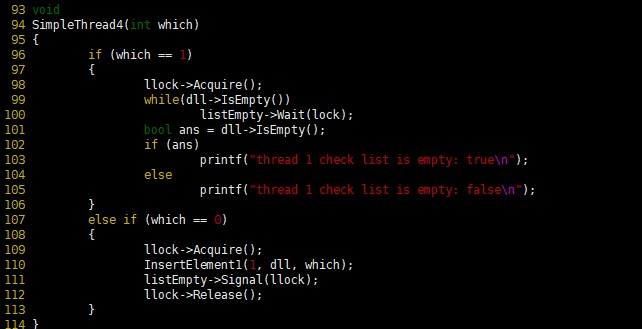 93 void
94 SimpleThread4(int which)
95 {
96         if (which == 1)
97         {
98                 llock->Acquire();
99                 while(dll->IsEmpty())
100                         listEmpty->Wait(lock);
101                 bool ans = dll->IsEmpty();
102                 if (ans)
103                         printf("thread 1 check list is empty: true\n");
104                 else
105                         printf("thread 1 check list is empty: false\n");
106         }
107         else if (which == 0)
108         {
109                 llock->Acquire();
110                 InsertElement1(1, dll, which);
111                 listEmpty->Signal(llock);
112                 llock->Release();
113         }
114 }